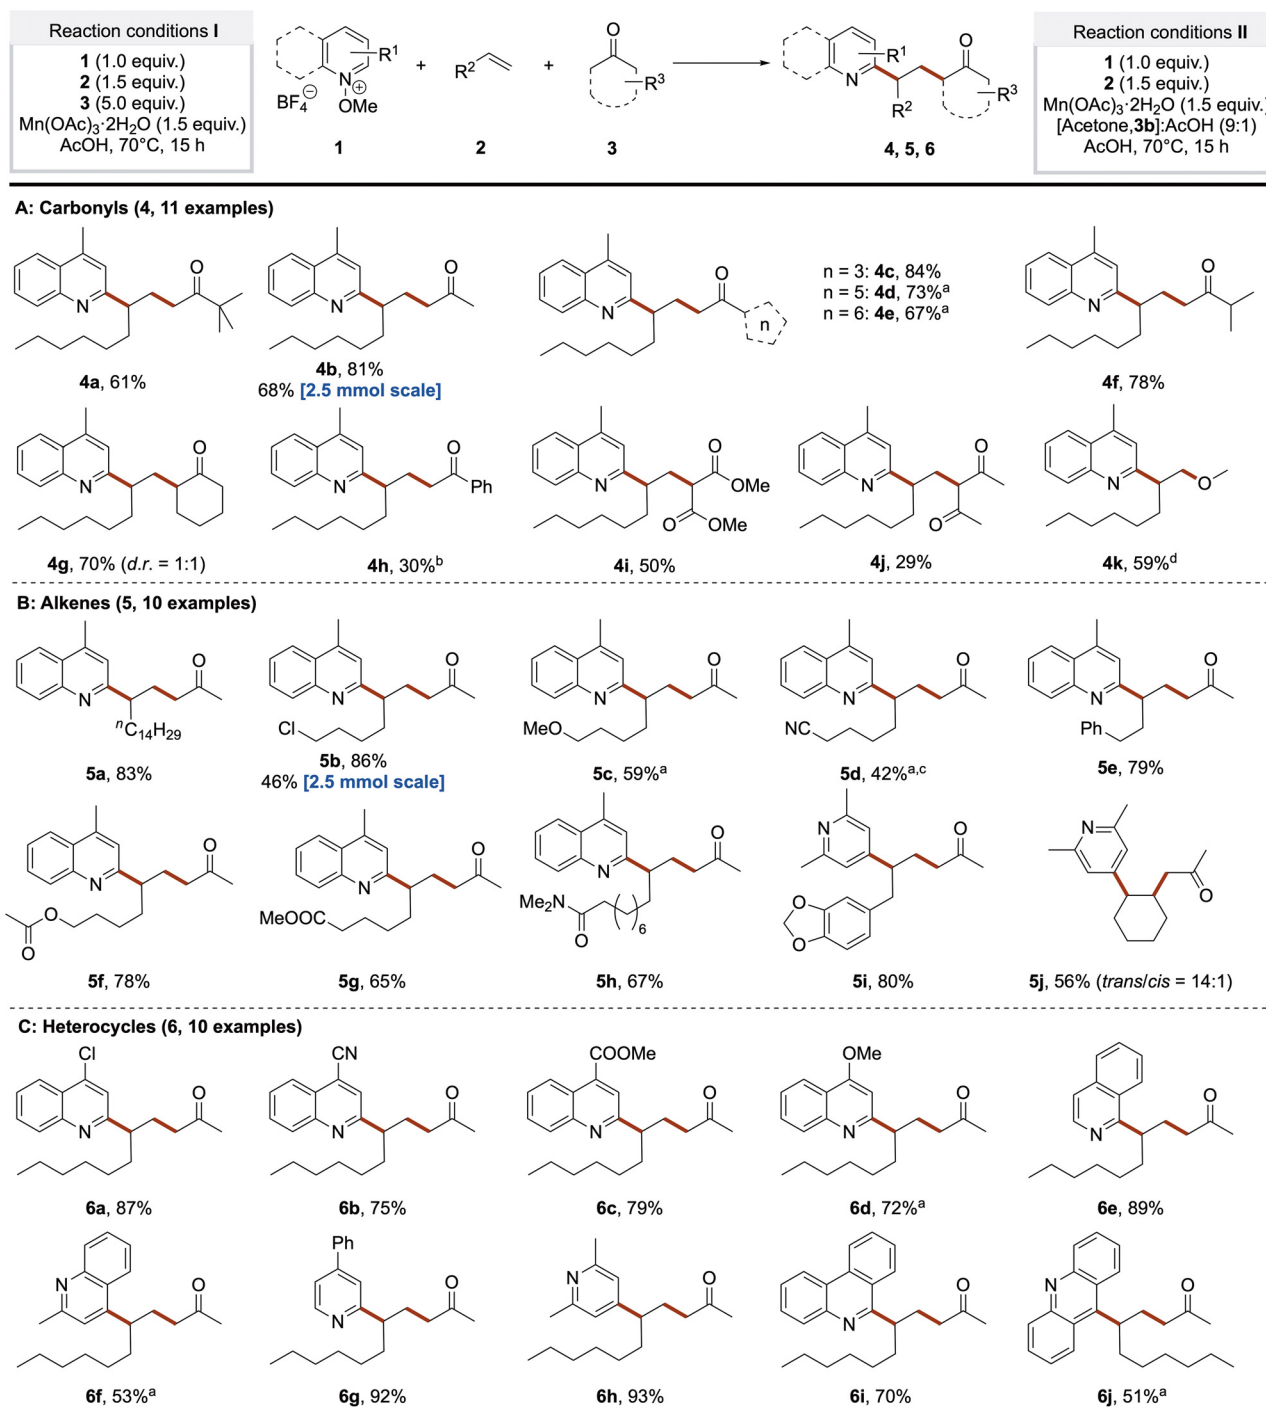 Reaction conditions I
1 (1.0 equiv.)
2 (1.5 equiv.)
3 (5.0 equiv.)
Mn(OAc)3·2H2O (1.5 equiv.)
AcOH, 70°C, 15 h
R1
N
+
OMe
BF4 ⊖
1
+
R2
2
+
O
R3
3
R1
N
R2
O
R3
4, 5, 6
Reaction conditions II
1 (1.0 equiv.)
2 (1.5 equiv.)
Mn(OAc)3·2H2O (1.5 equiv.)
[Acetone,3b]:AcOH (9:1)
AcOH, 70°C, 15 h
A: Carbonyls (4, 11 examples)
N O
4a, 61%
N O
4b, 81%
68% [2.5 mmol scale]
N O n
n = 3: 4c, 84%
n = 5: 4d, 73%a
n = 6: 4e, 67%a
N O
4f, 78%
N O
4g, 70% (d.r. = 1:1)
N O Ph
4h, 30%b
N O OMe
O OMe
4i, 50%
N O
O
4j, 29%
N O
4k, 59%d
B: Alkenes (5, 10 examples)
N O
nC14H29
5a, 83%
N O
Cl
5b, 86%
46% [2.5 mmol scale]
N O
MeO
5c, 59%a
N O
NC
5d, 42%a,c
N O
Ph
5e, 79%
N O
O
O
5f, 78%
N O
MeOOC
5g, 65%
N O
Me2N
O
6
5h, 67%
N O
O
O
5i, 80%
N
O
5j, 56% (trans/cis = 14:1)
C: Heterocycles (6, 10 examples)
Cl
N O
6a, 87%
CN
N O
6b, 75%
COOMe
N O
6c, 79%
OMe
N O
6d, 72%a
N O
6e, 89%
N O
6f, 53%a
Ph
N O
6g, 92%
N O
6h, 93%
N O
6i, 70%
N O
6j, 51%a